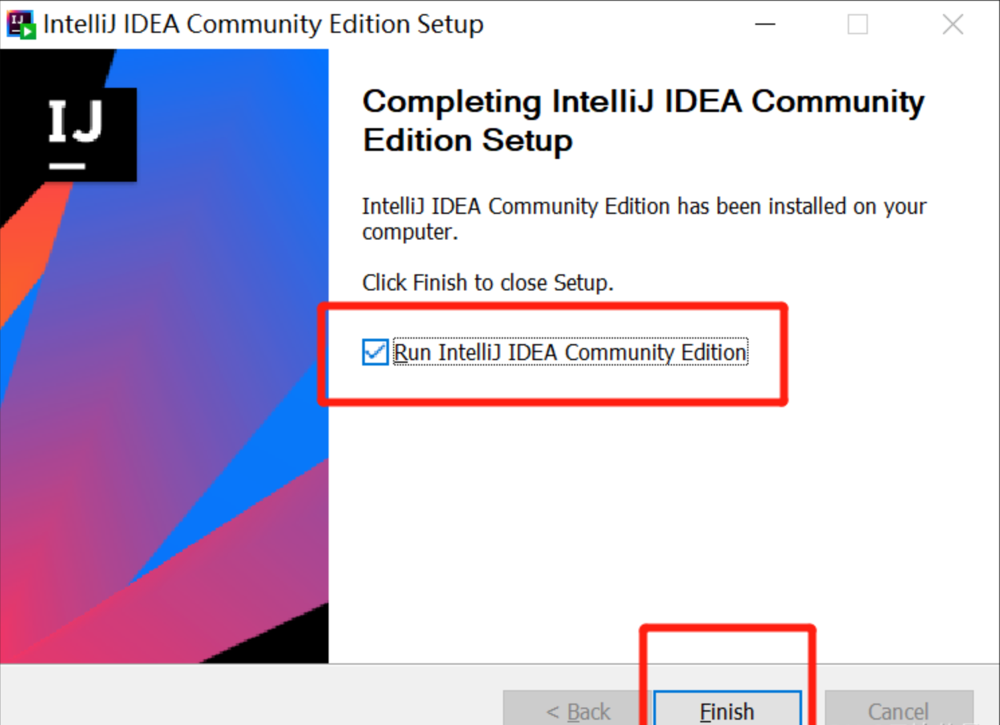 IntelliJ IDEA Community Edition Setup
IJ
Completing IntelliJ IDEA Community
Edition Setup
IntelliJ IDEA Community Edition has been installed on your
computer.
Click Finish to close Setup.
Run IntelliJ IDEA Community Edition
< Back
Finish
Cancel